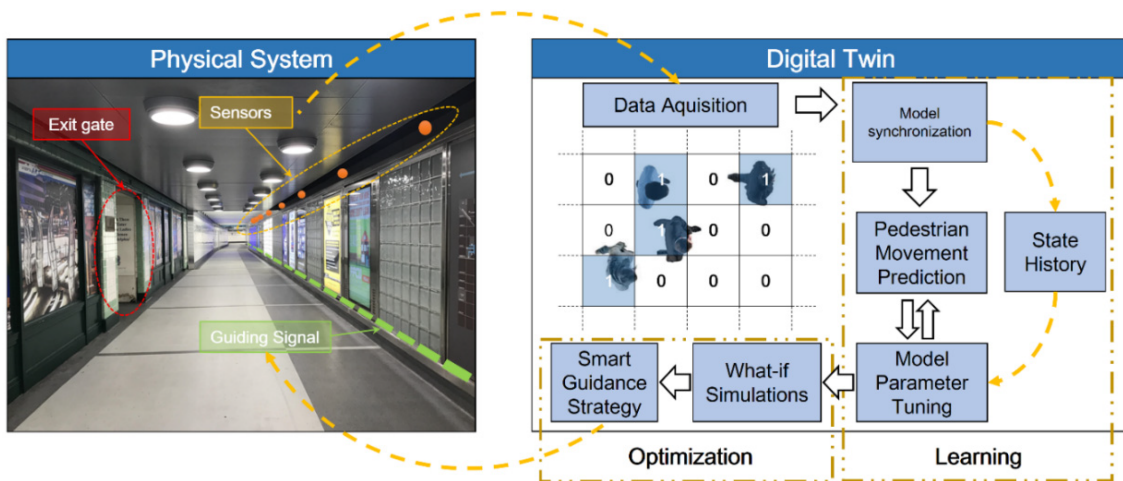 Physical System
Exit gate
Sensors
Guiding Signal
Digital Twin
Data Aquisition
Model
synchronization
0 1 0 1
0 1 0 0
1 0 0 0
Pedestrian
Movement
Prediction
State
History
Smart
Guidance
Strategy
What-if
Simulations
Model
Parameter
Tuning
Optimization
Learning